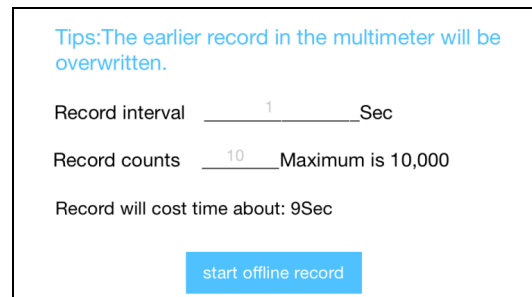 Tips:The earlier record in the multimeter will be
overwritten.
Record interval 1 Sec
Record counts 10 Maximum is 10,000
Record will cost time about: 9Sec
start offline record